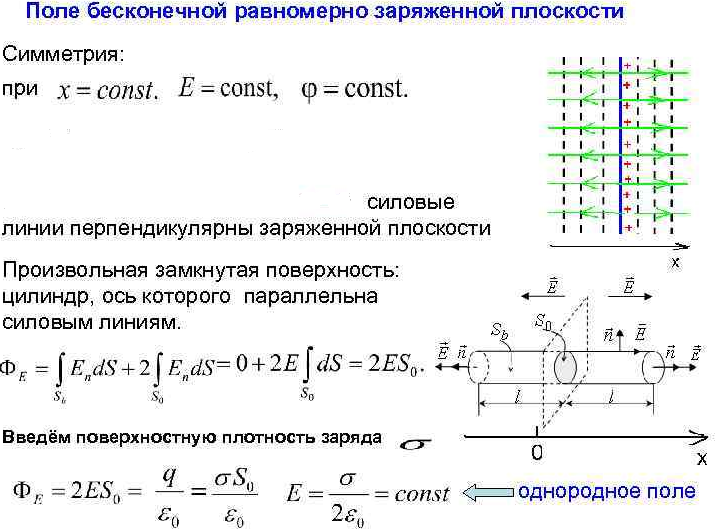 Поле бесконечной равномерно заряженной плоскости
Симметрия:
при x = const. E = const, φ = const.
силовые
линии перпендикулярны заряженной плоскости
Произвольная замкнутая поверхность:
цилиндр, ось которого параллельна
силовым линиям.
Φ_E = ∫_{S_b} E_n dS + 2 ∫_{S_0} E_n dS = 0 + 2E ∫_{S_0} dS = 2ES_0.
Введём поверхностную плотность заряда σ
Φ_E = 2ES_0 = q/ε_0 = σS_0/ε_0 E = σ/2ε_0 = const
однородное поле
+
+
+
+
+
+
+
+
+
+
x
E⃗ E⃗
S_b S_0 n⃗ E⃗
E⃗ n⃗ n⃗ E⃗
l l
0 x